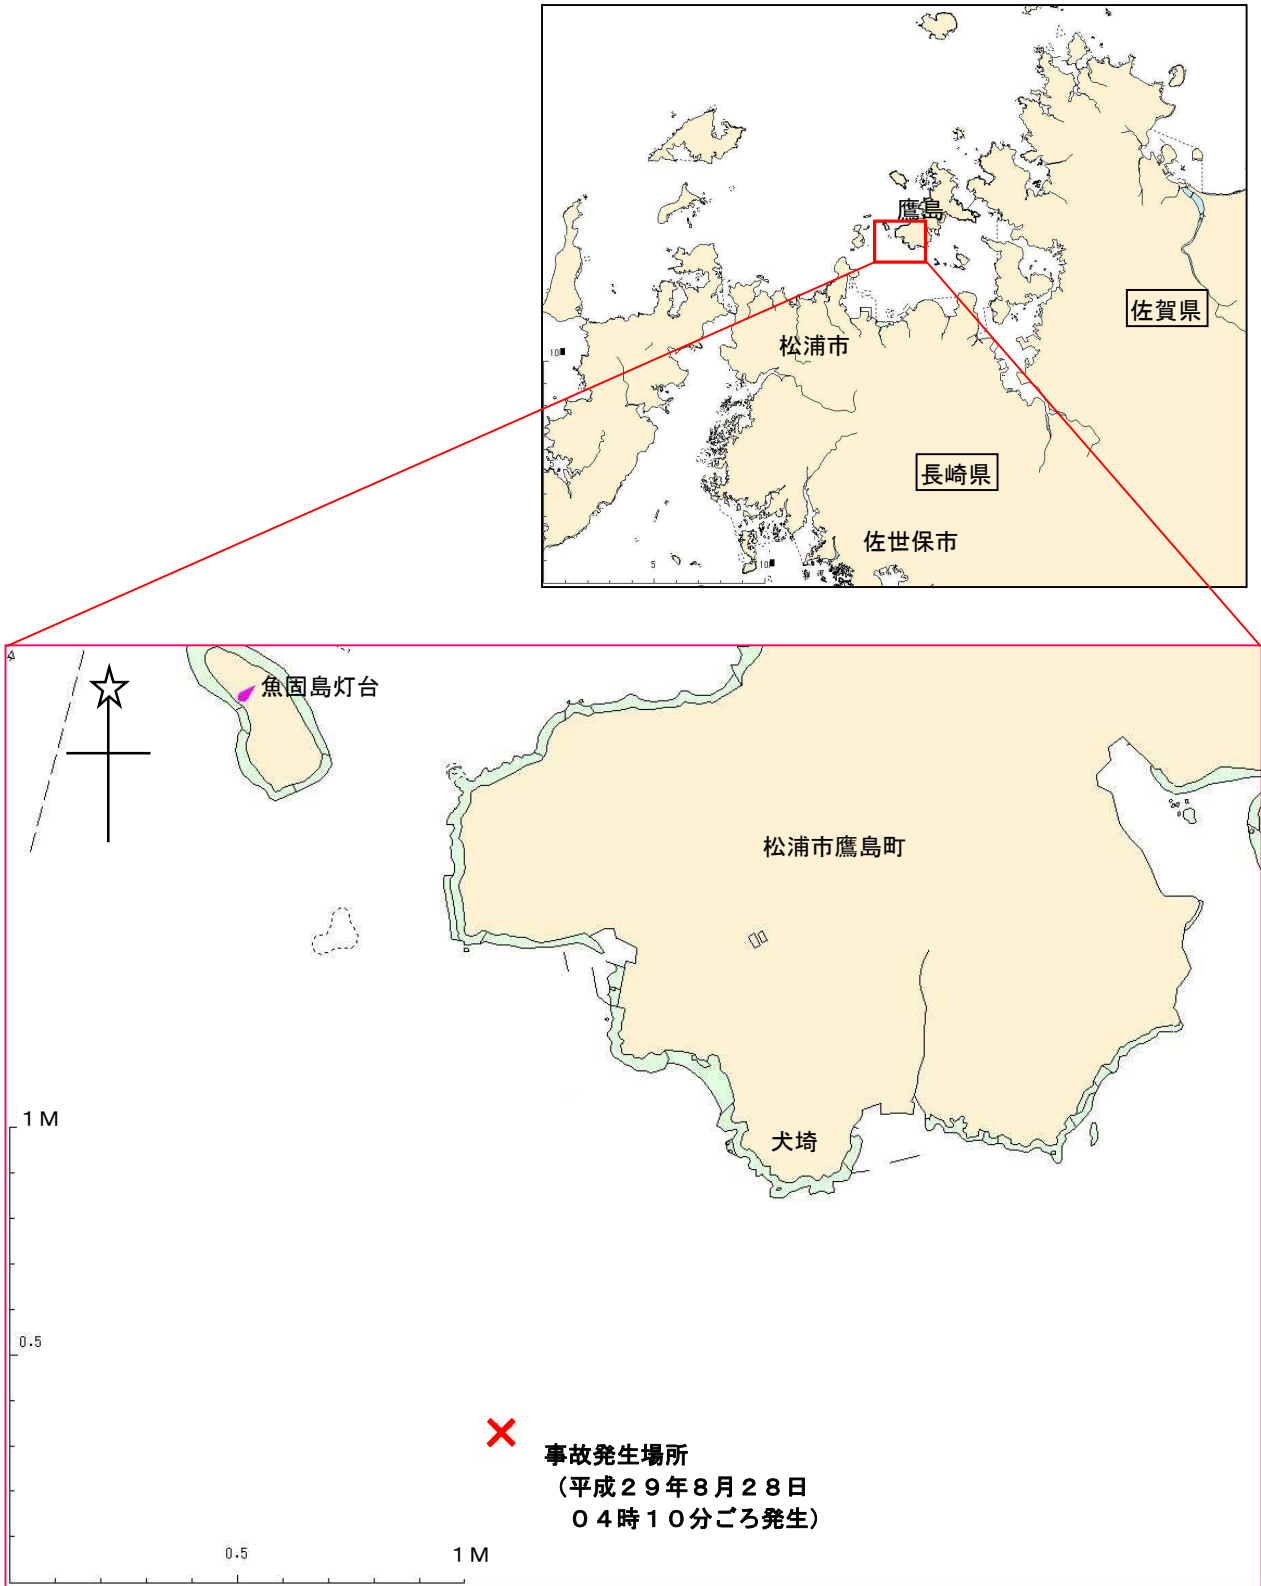 鷹島
佐賀県
松浦市
10
長崎県
佐世保市
5
10
魚固島灯台
松浦市鷹島町
1M
犬埼
0.5
事故発生場所
(平成29年8月28日
04時10分ごろ発生)
0.5
1M